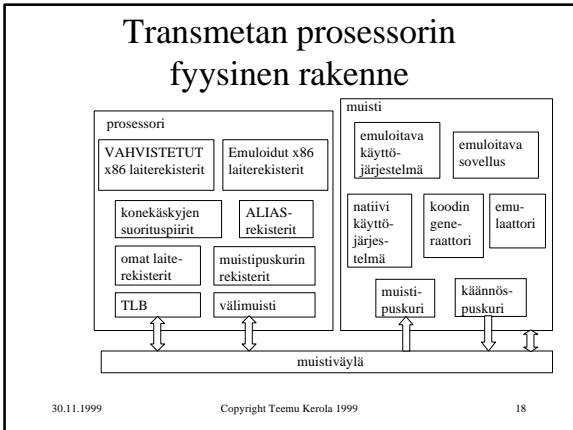 Transmetan prosessorin
fyysinen rakenne
prosessori
VAHVISTETUT
x86 laiterekisterit
Emuloidut x86
laiterekisterit
konekäskyjen
suorituspiirit
ALIAS-
rekisterit
omat laite-
rekisterit
muistipuskurin
rekisterit
TLB
välimuisti
muisti
emuloitava
käyttö-
järjestelmä
emuloitava
sovellus
natiivi
käyttö-
järjes-
telmä
koodin
gene-
raattori
emu-
laattori
muisti-
puskuri
käännös-
puskuri
muistiväylä
30.11.1999
Copyright Teemu Kerola 1999
18